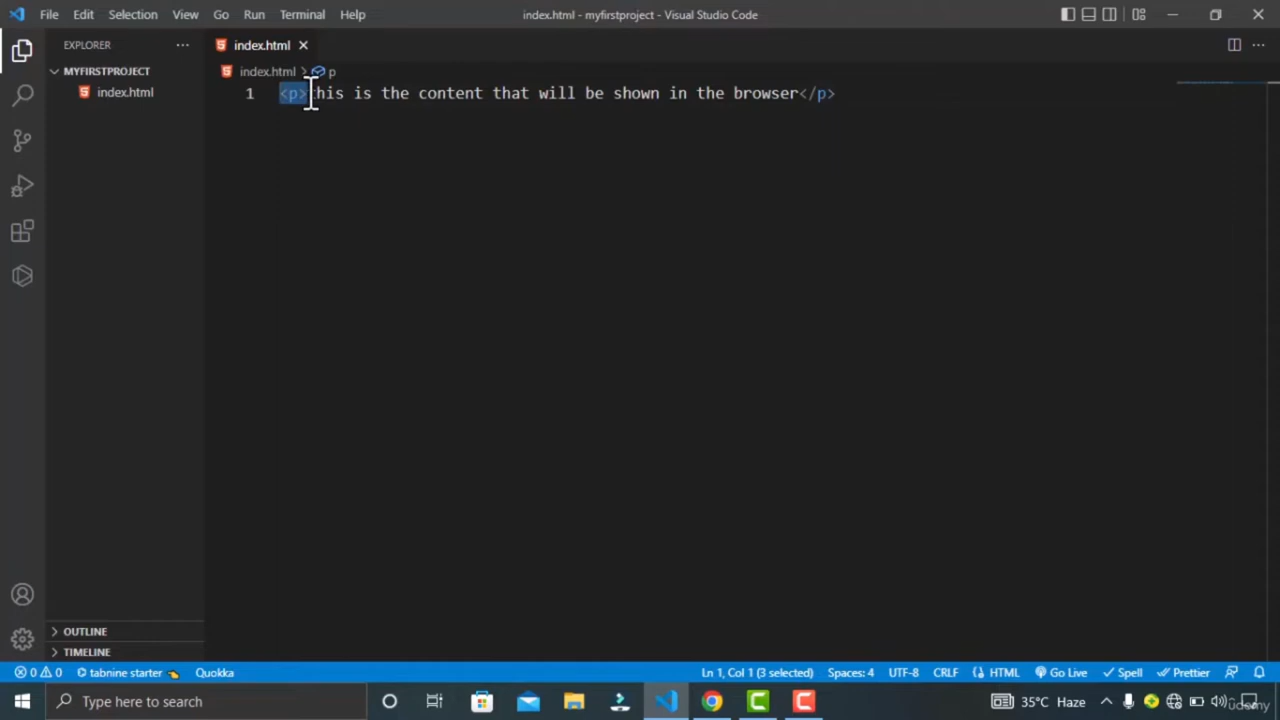 File Edit Selection View Go Run Terminal Help
index.html - myfirstproject - Visual Studio Code
EXPLORER
index.html
MYFIRSTPROJECT
index.html
index.html > p
1 <p>this is the content that will be shown in the browser</p>
OUTLINE
TIMELINE
0 0 tabnine starter Quokka Ln 1, Col 1 (3 selected) Spaces: 4 UTF-8 CRLF HTML Go Live Spell Prettier
Type here to search
35°C Haze
Udemy